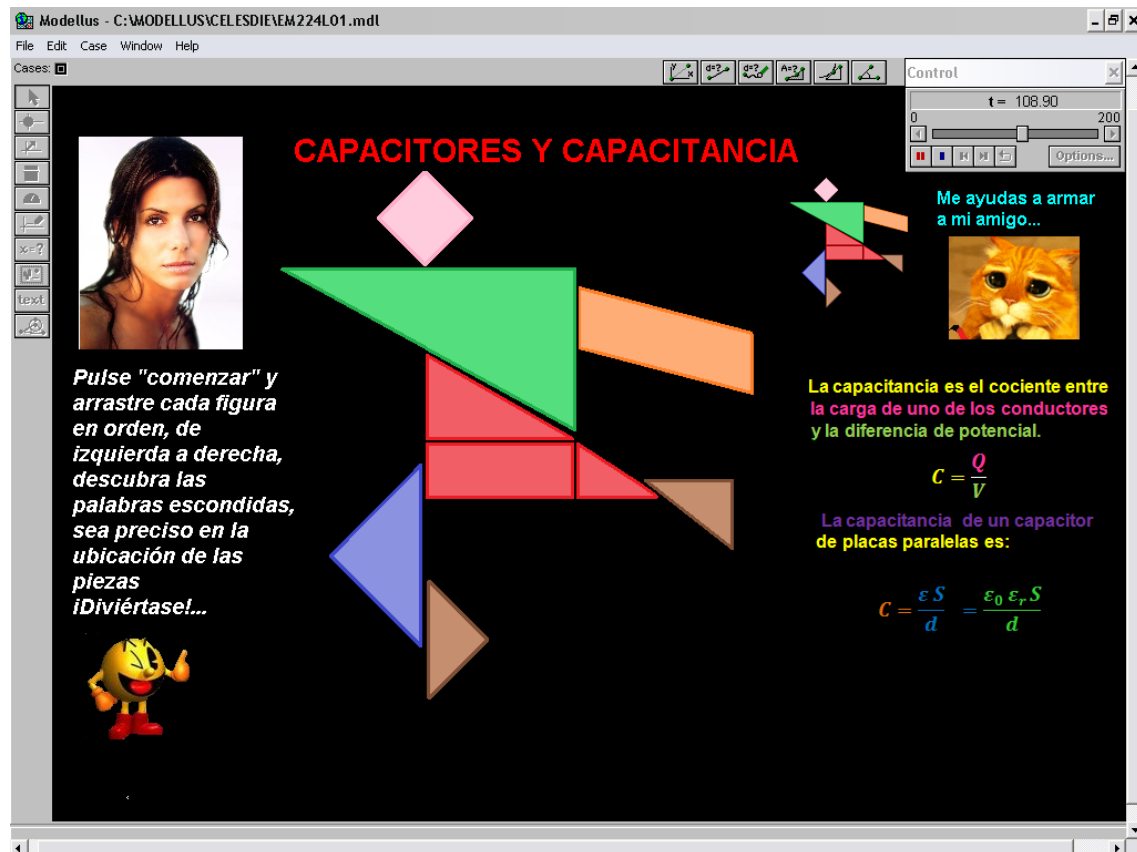 Modellus - C:\MODELLUS\CELESDIE\EM224L01.mdl
File Edit Case Window Help
Cases:
Control
t = 108.90
0 200
Options...
x=?
text
CAPACITORES Y CAPACITANCIA
Me ayudas a armar
a mi amigo...
Pulse "comenzar" y
arrastre cada figura
en orden, de
izquierda a derecha,
descubra las
palabras escondidas,
sea preciso en la
ubicación de las
piezas
¡Diviértase!...
La capacitancia es el cociente entre
la carga de uno de los conductores
y la diferencia de potencial.
C = Q/V
La capacitancia de un capacitor
de placas paralelas es:
C = ε S/d = ε₀ εᵣ S/d